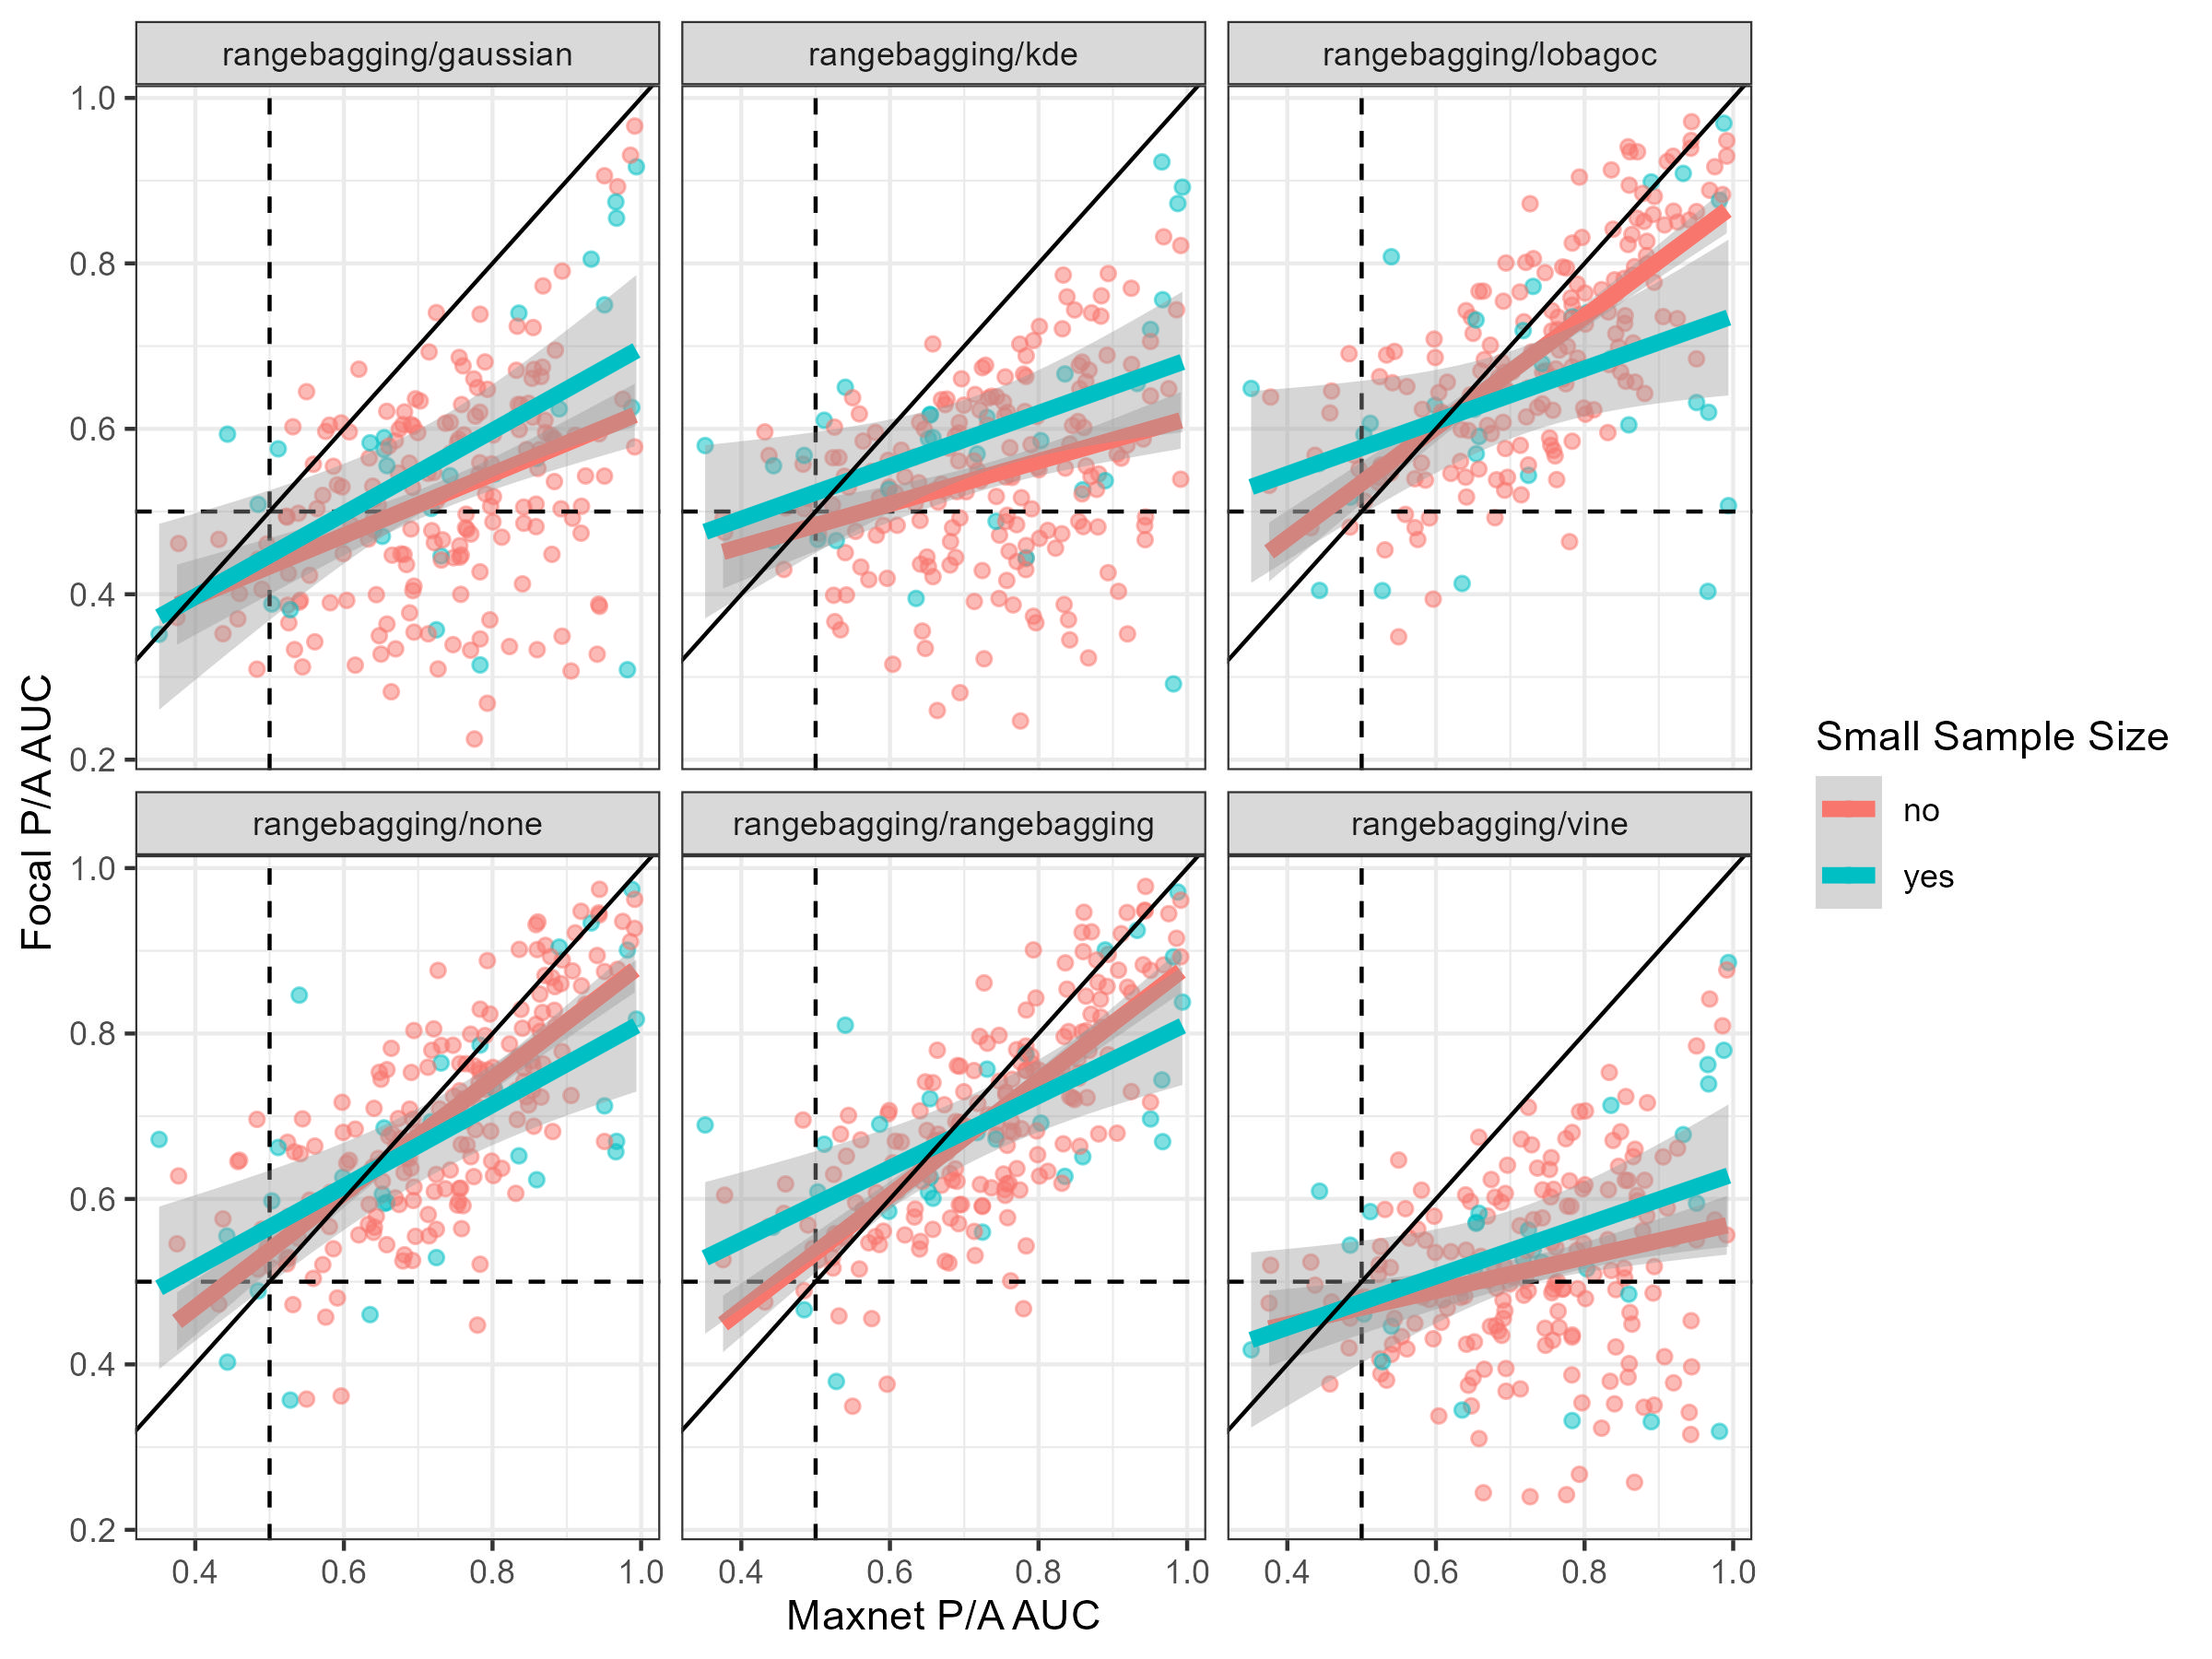 rangebagging/gaussian
rangebagging/kde
rangebagging/lobagoc
1.0
0.8
0.6
0.4
0.2
rangebagging/none
rangebagging/rangebagging
rangebagging/vine
1.0
0.8
0.6
0.4
0.2
0.4 0.6 0.8 1.0
0.4 0.6 0.8 1.0
0.4 0.6 0.8 1.0
Maxnet P/A AUC
Focal P/A AUC
Small Sample Size
no
yes